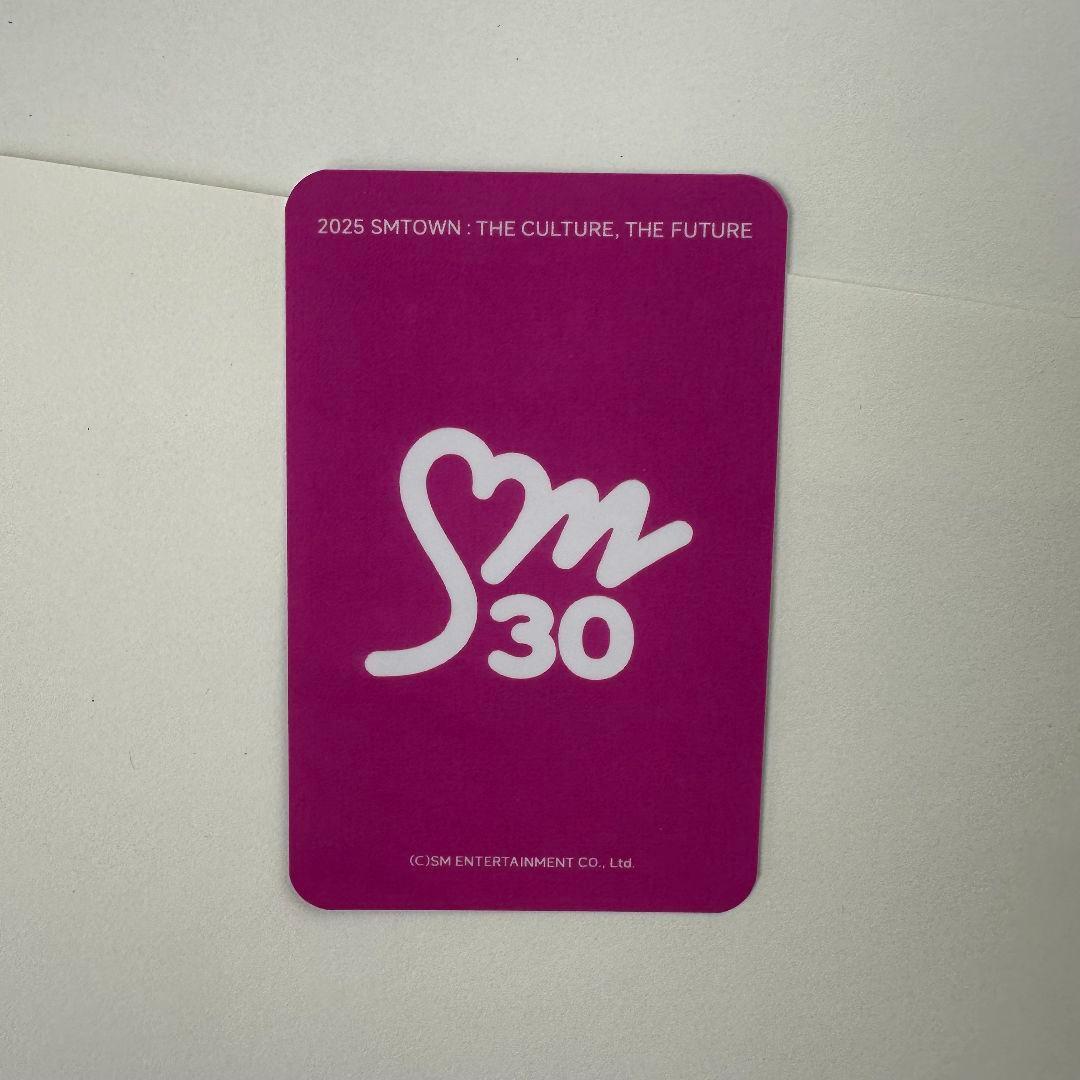 2025 SMTOWN : THE CULTURE, THE FUTURE
Sm
30
(C)SM ENTERTAINMENT CO., Ltd.